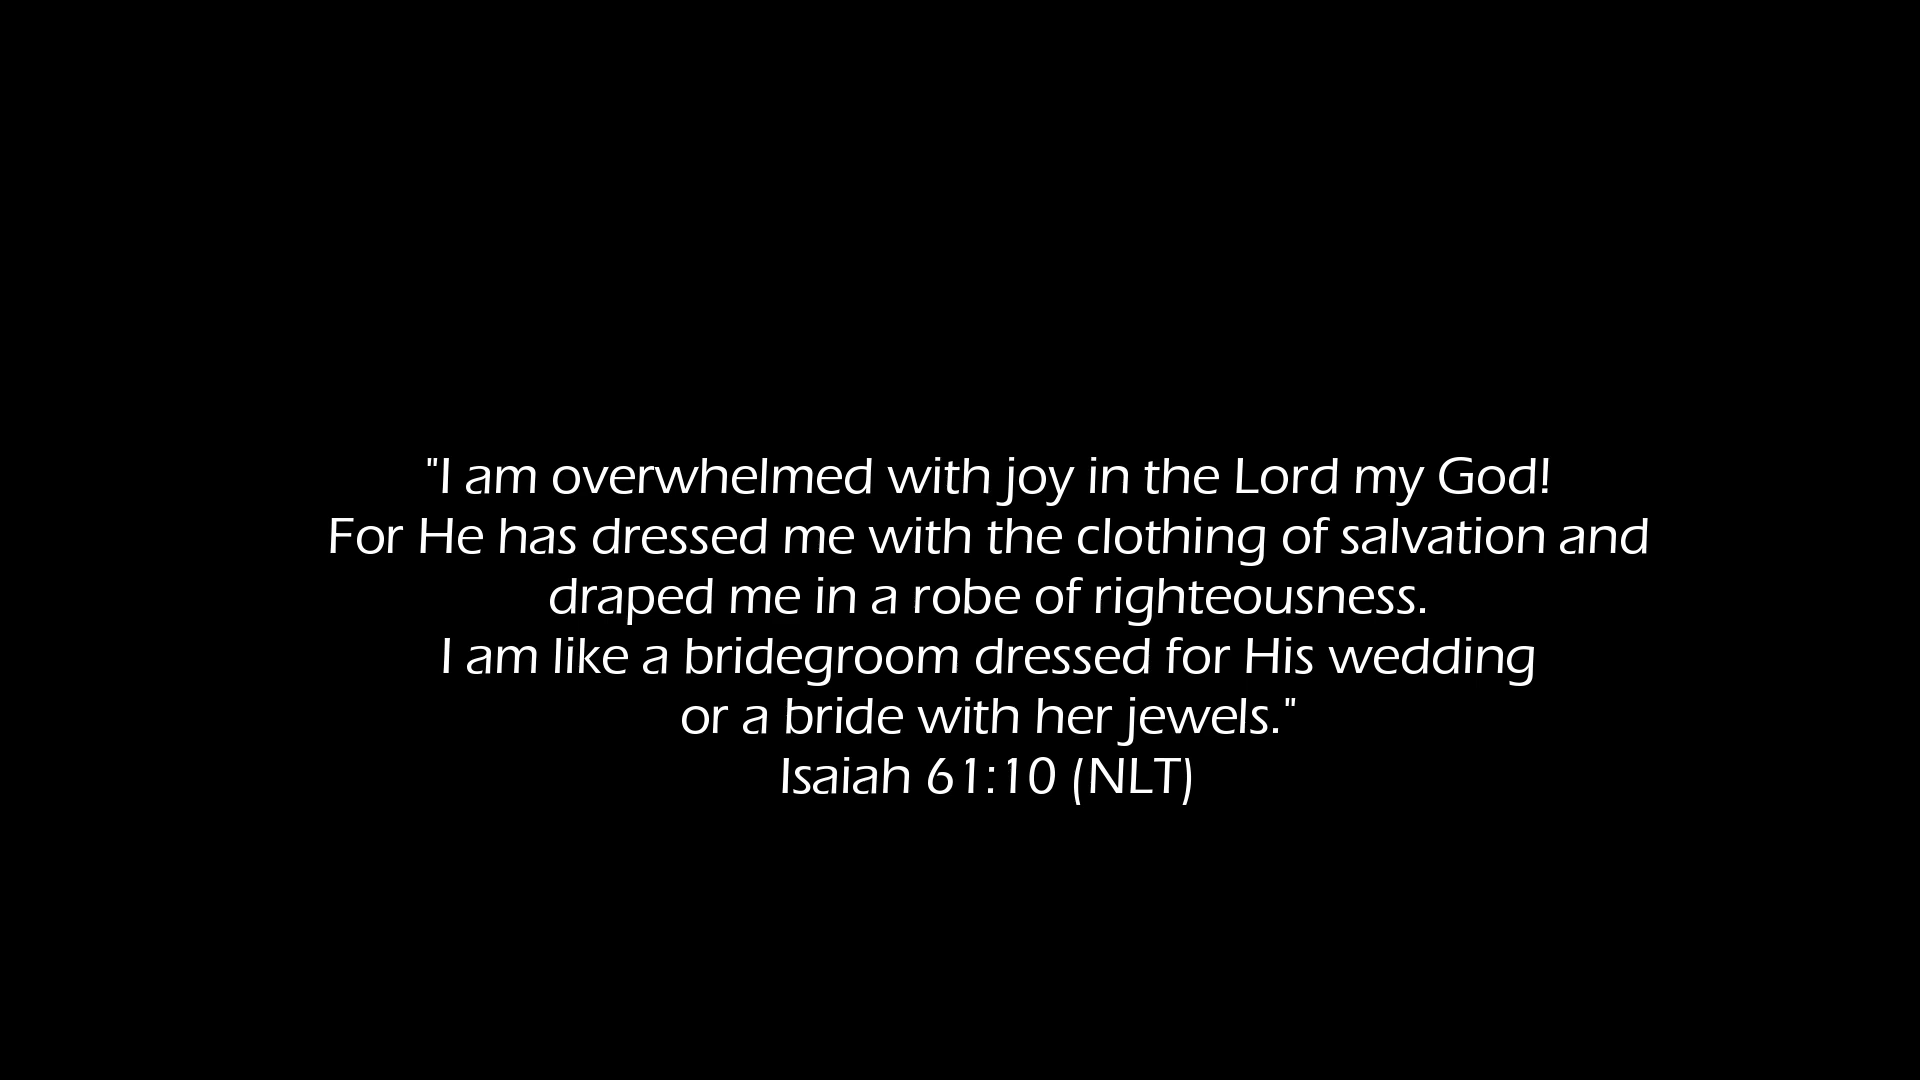 "I am overwhelmed with joy in the Lord my God!
For He has dressed me with the clothing of salvation and
draped me in a robe of righteousness.
I am like a bridegroom dressed for His wedding
or a bride with her jewels."
Isaiah 61:10 (NLT)